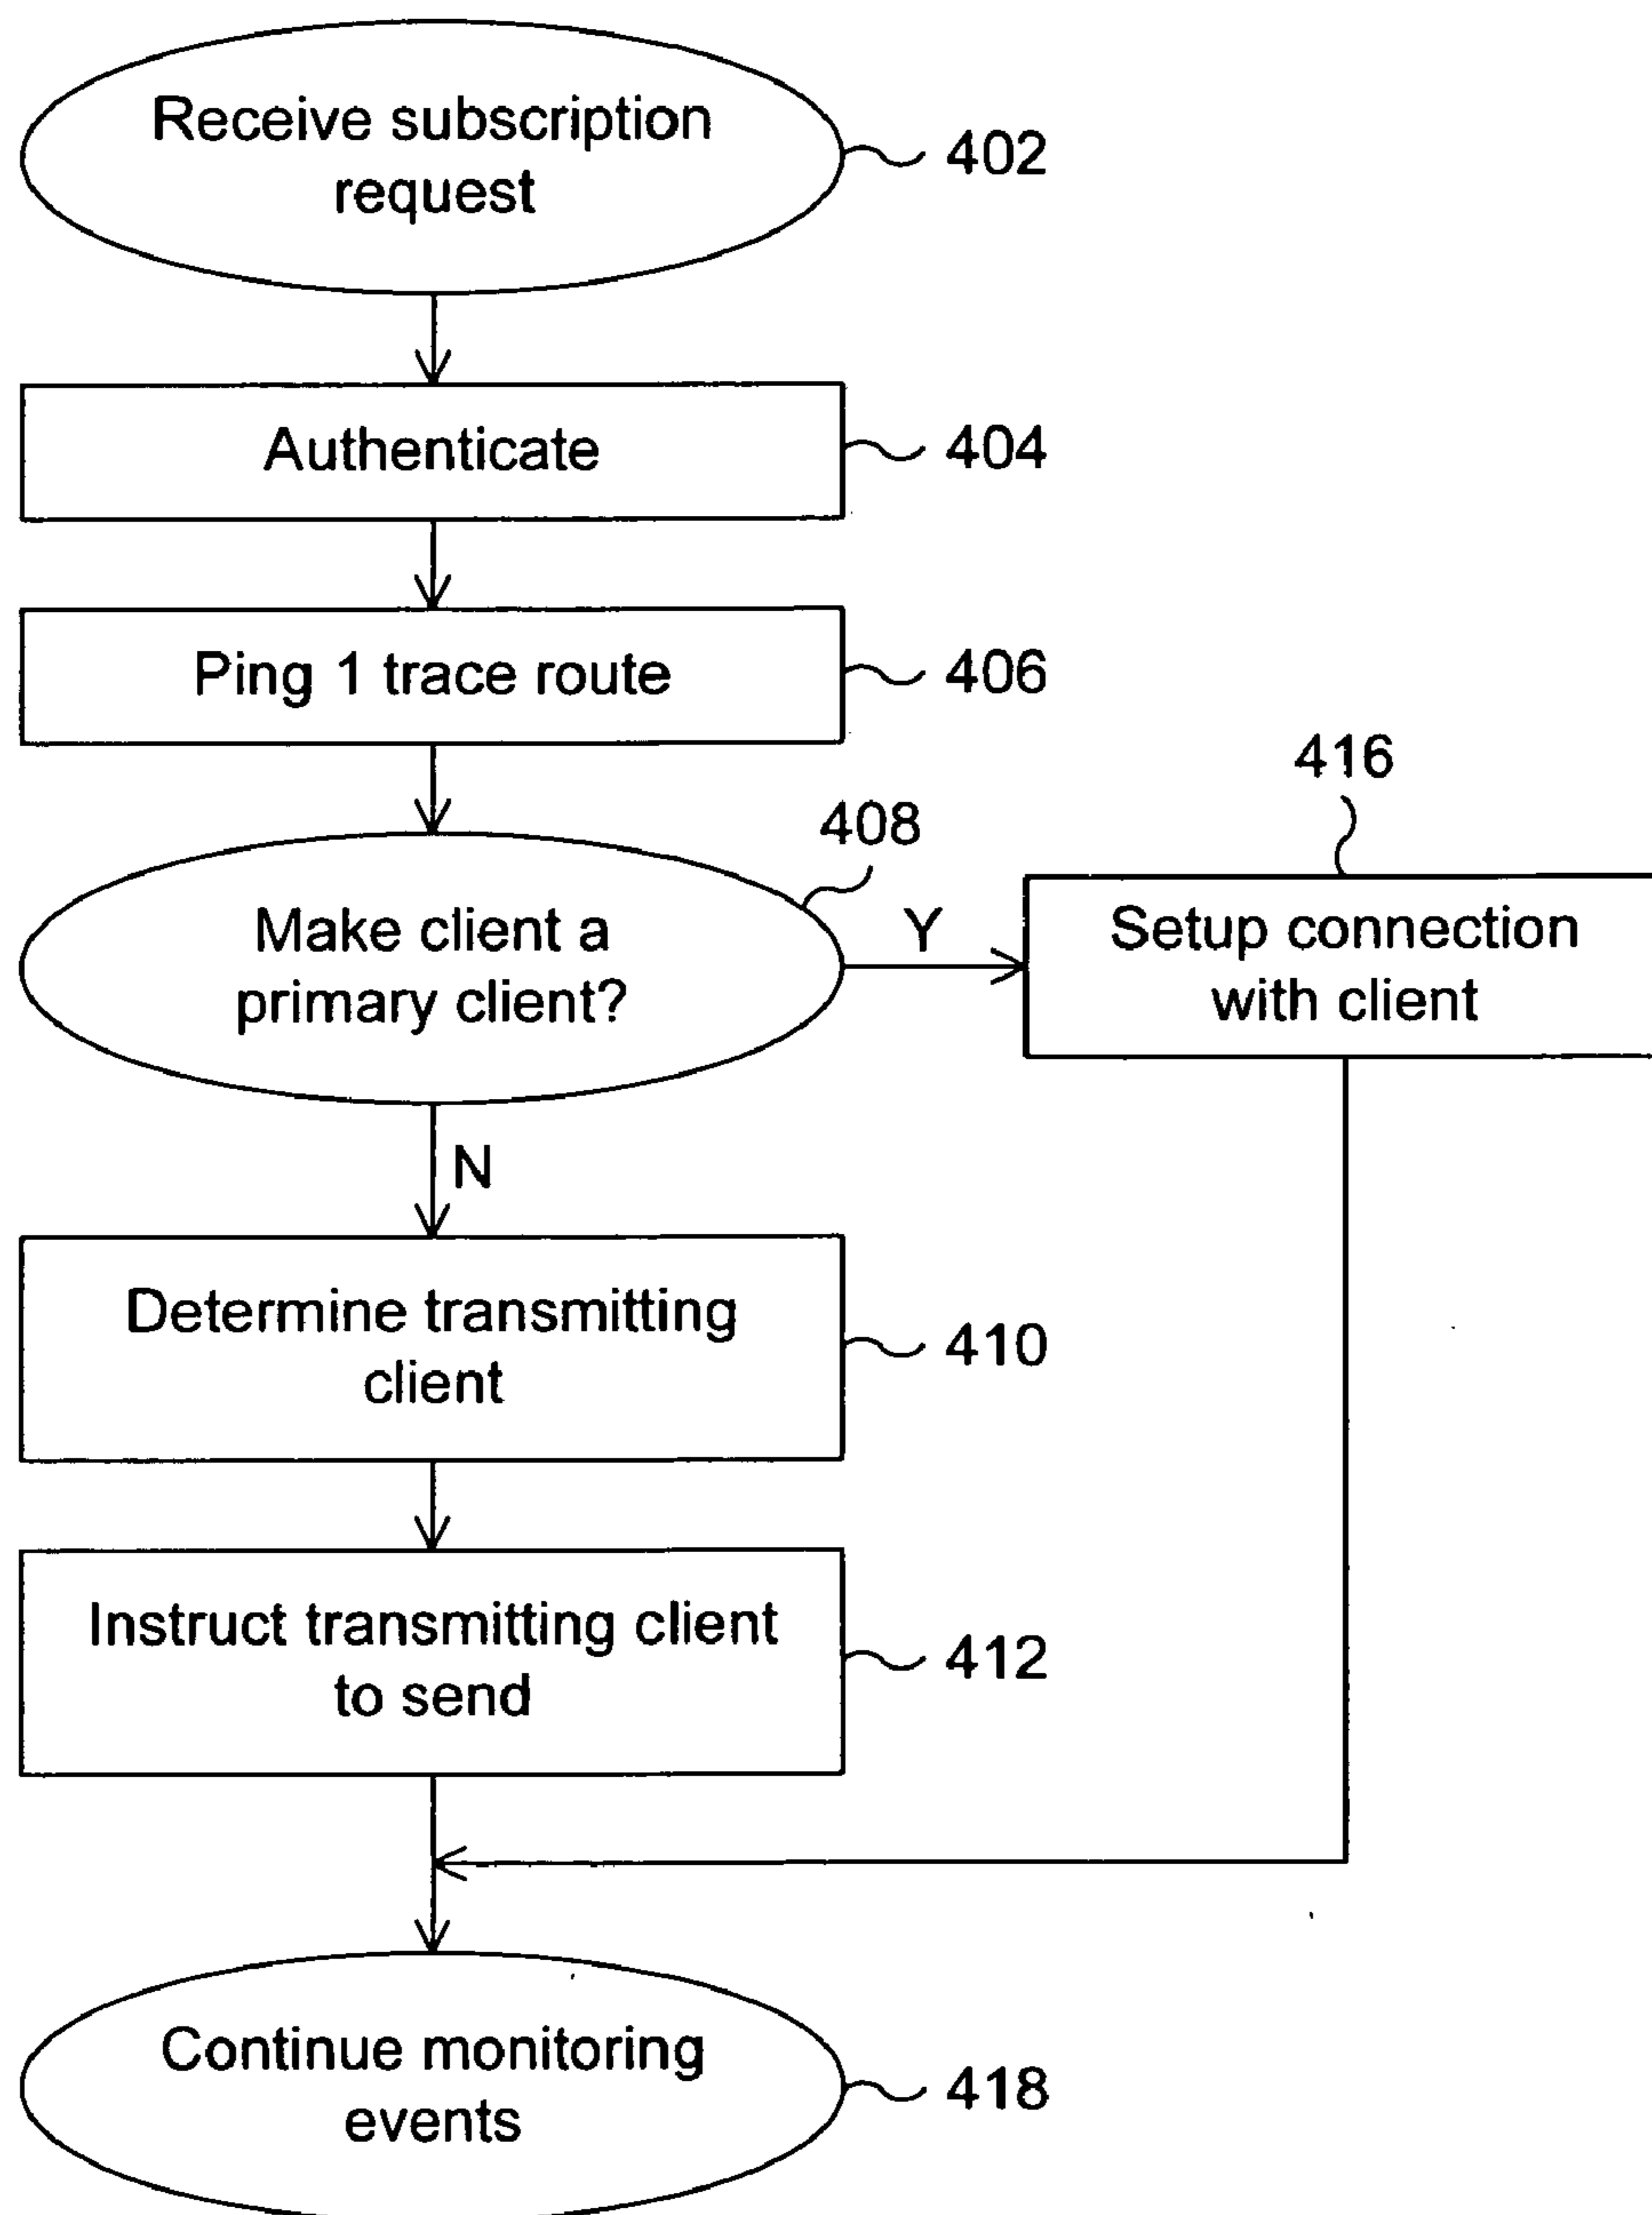 Receive subscription
request
402
Authenticate
404
Ping 1 trace route
406
416
408
Make client a
primary client?
Y
Setup connection
with client
N
Determine transmitting
client
410
Instruct transmitting client
to send
412
Continue monitoring
events
418